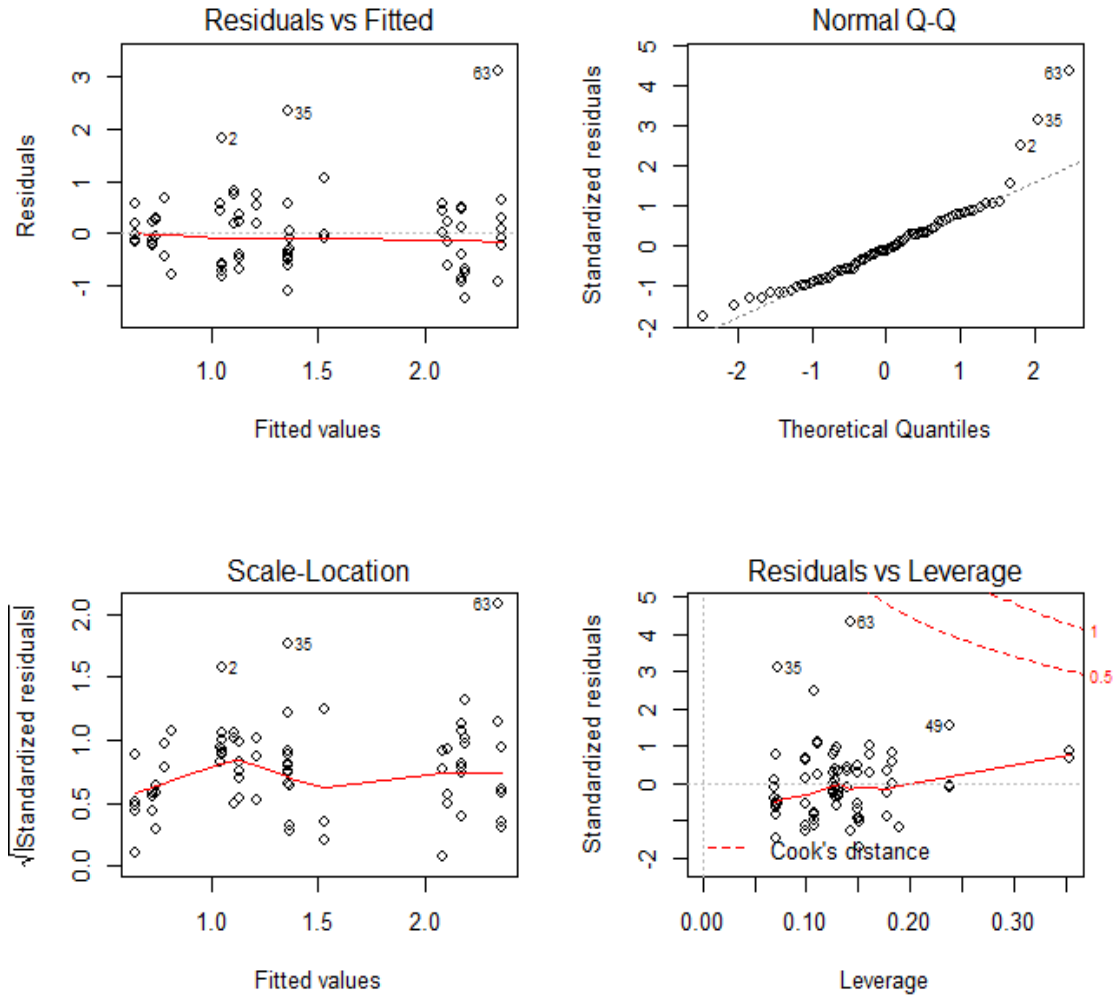 Residuals vs Fitted
Residuals
3
2
1
0
-1
63
35
2
1.0 1.5 2.0
Fitted values
Normal Q-Q
Standardized residuals
5
4
3
2
1
0
-1
-2
63
35
2
-2 -1 0 1 2
Theoretical Quantiles
Scale-Location
√|Standardized residuals|
2.0
1.5
1.0
0.5
0.0
63
35
2
1.0 1.5 2.0
Fitted values
Residuals vs Leverage
Standardized residuals
5
4
3
2
1
0
-2
63
35
49
1
0.5
Cook's distance
0.00 0.10 0.20 0.30
Leverage